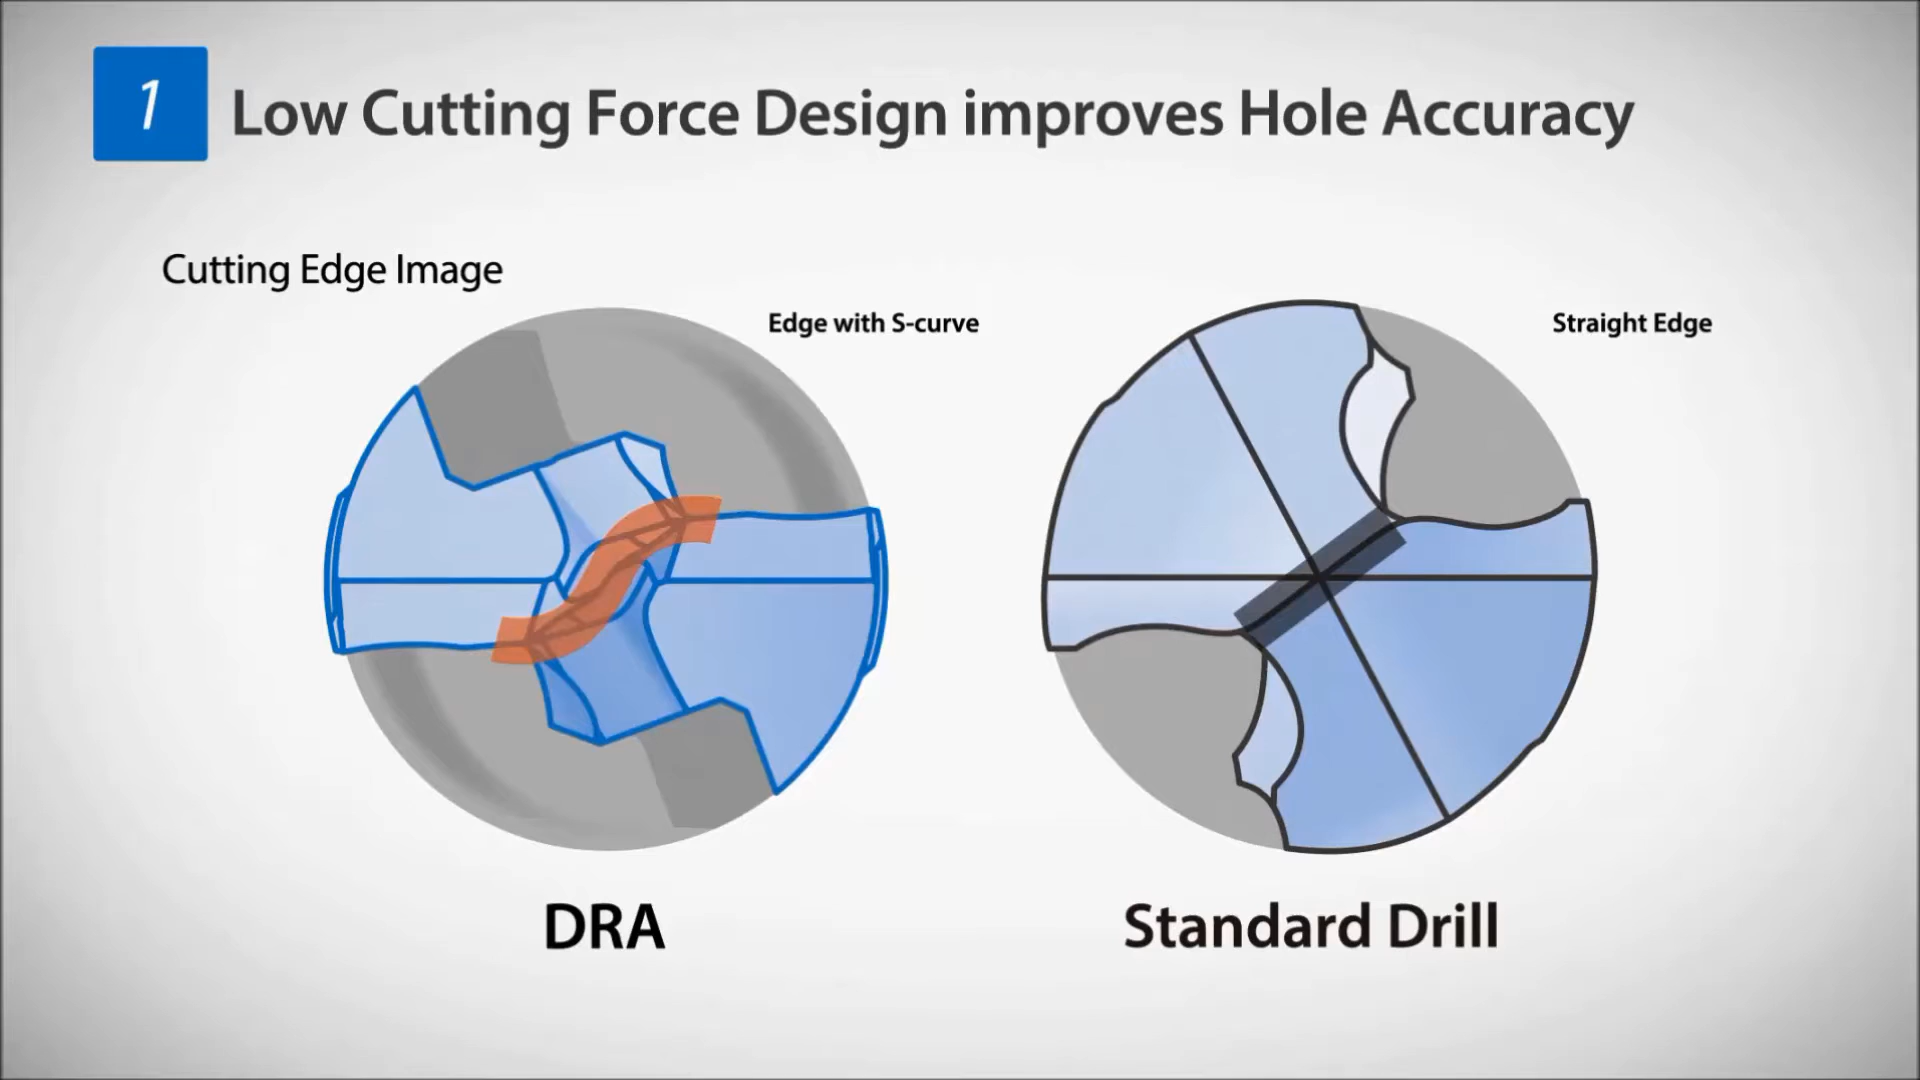 1
Low Cutting Force Design improves Hole Accuracy
Cutting Edge Image
Edge with S-curve
Straight Edge
DRA
Standard Drill